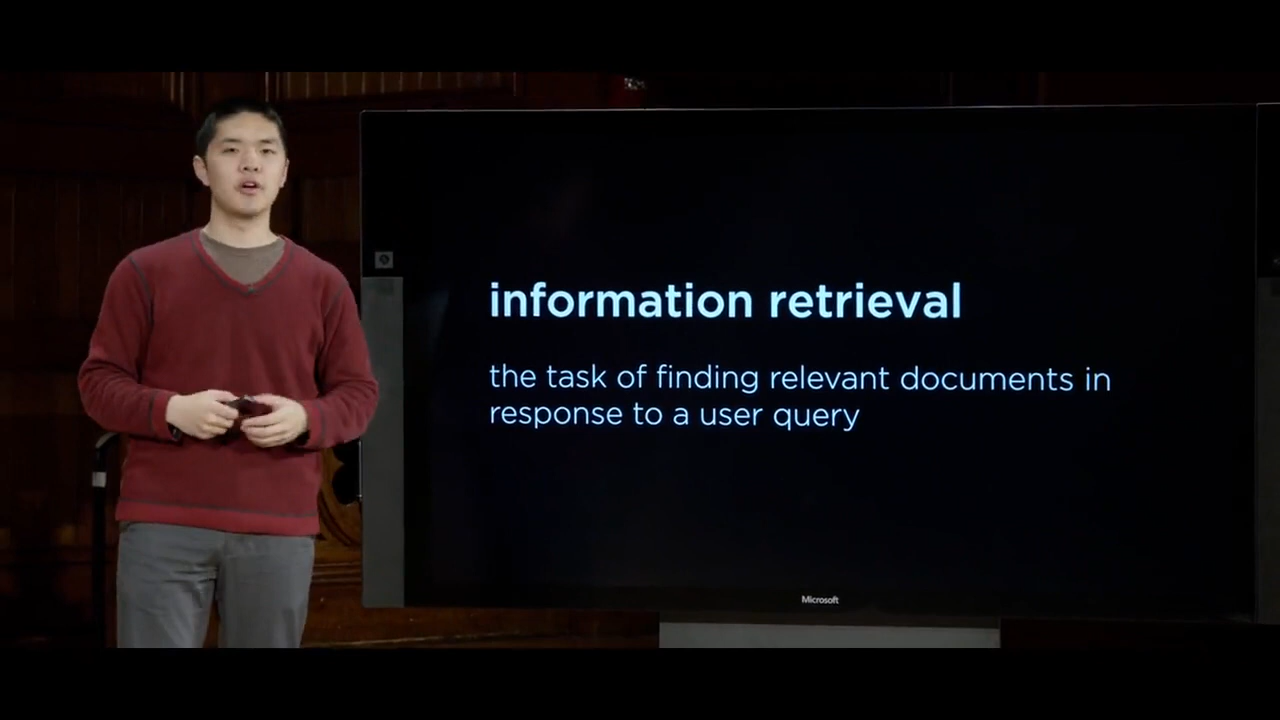 information retrieval
the task of finding relevant documents in
response to a user query
Microsoft